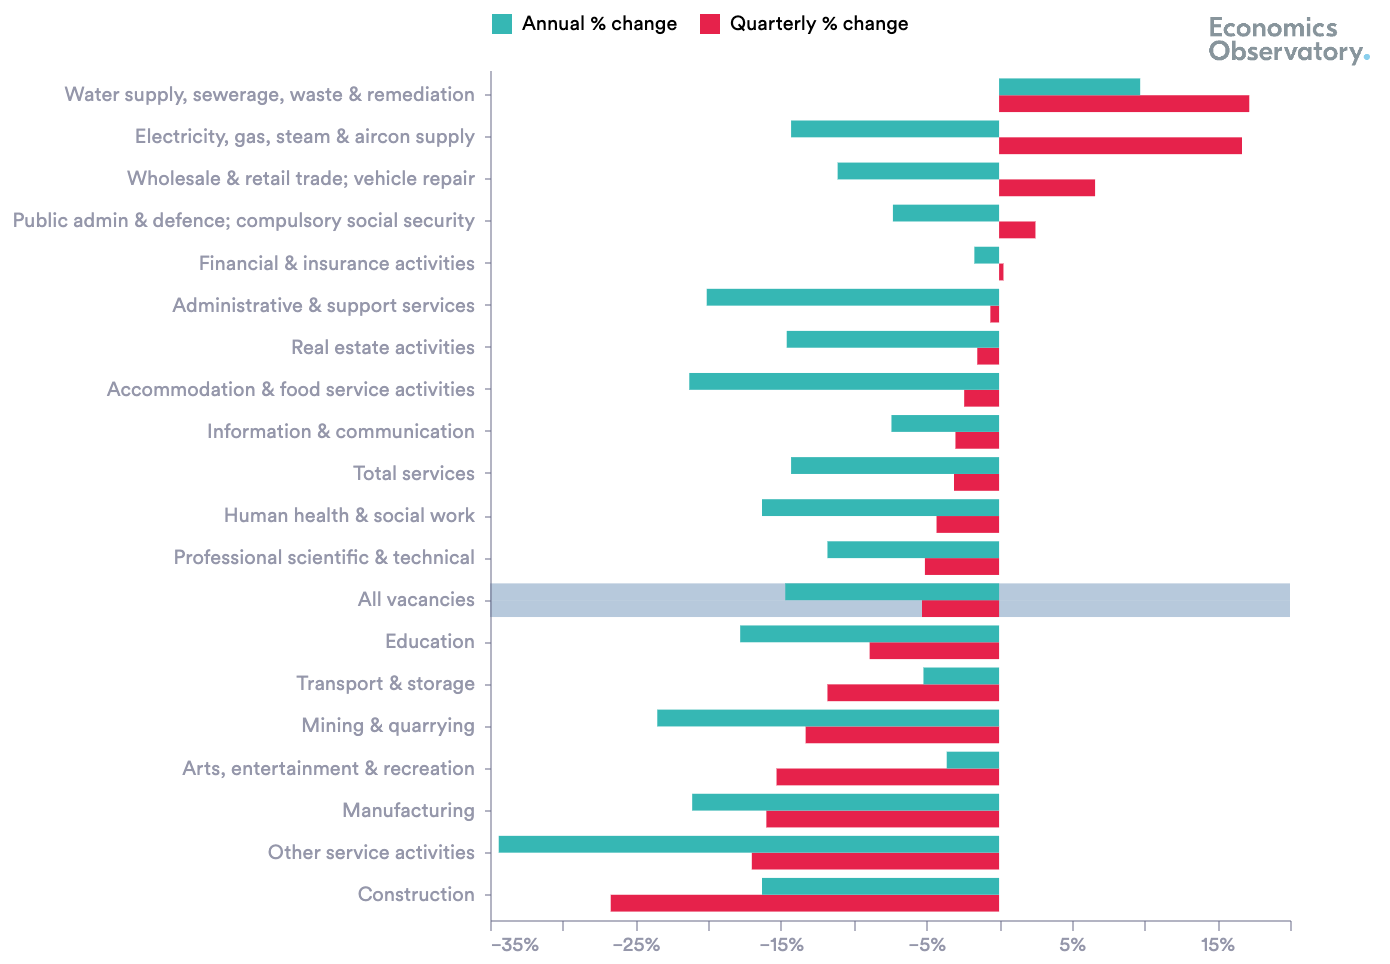 Annual % change Quarterly % change
Economics
Observatory.
Water supply, sewerage, waste & remediation
Electricity, gas, steam & aircon supply
Wholesale & retail trade; vehicle repair
Public admin & defence; compulsory social security
Financial & insurance activities
Administrative & support services
Real estate activities
Accommodation & food service activities
Information & communication
Total services
Human health & social work
Professional scientific & technical
All vacancies
Education
Transport & storage
Mining & quarrying
Arts, entertainment & recreation
Manufacturing
Other service activities
Construction
−35% −25% −15% −5% 5% 15%